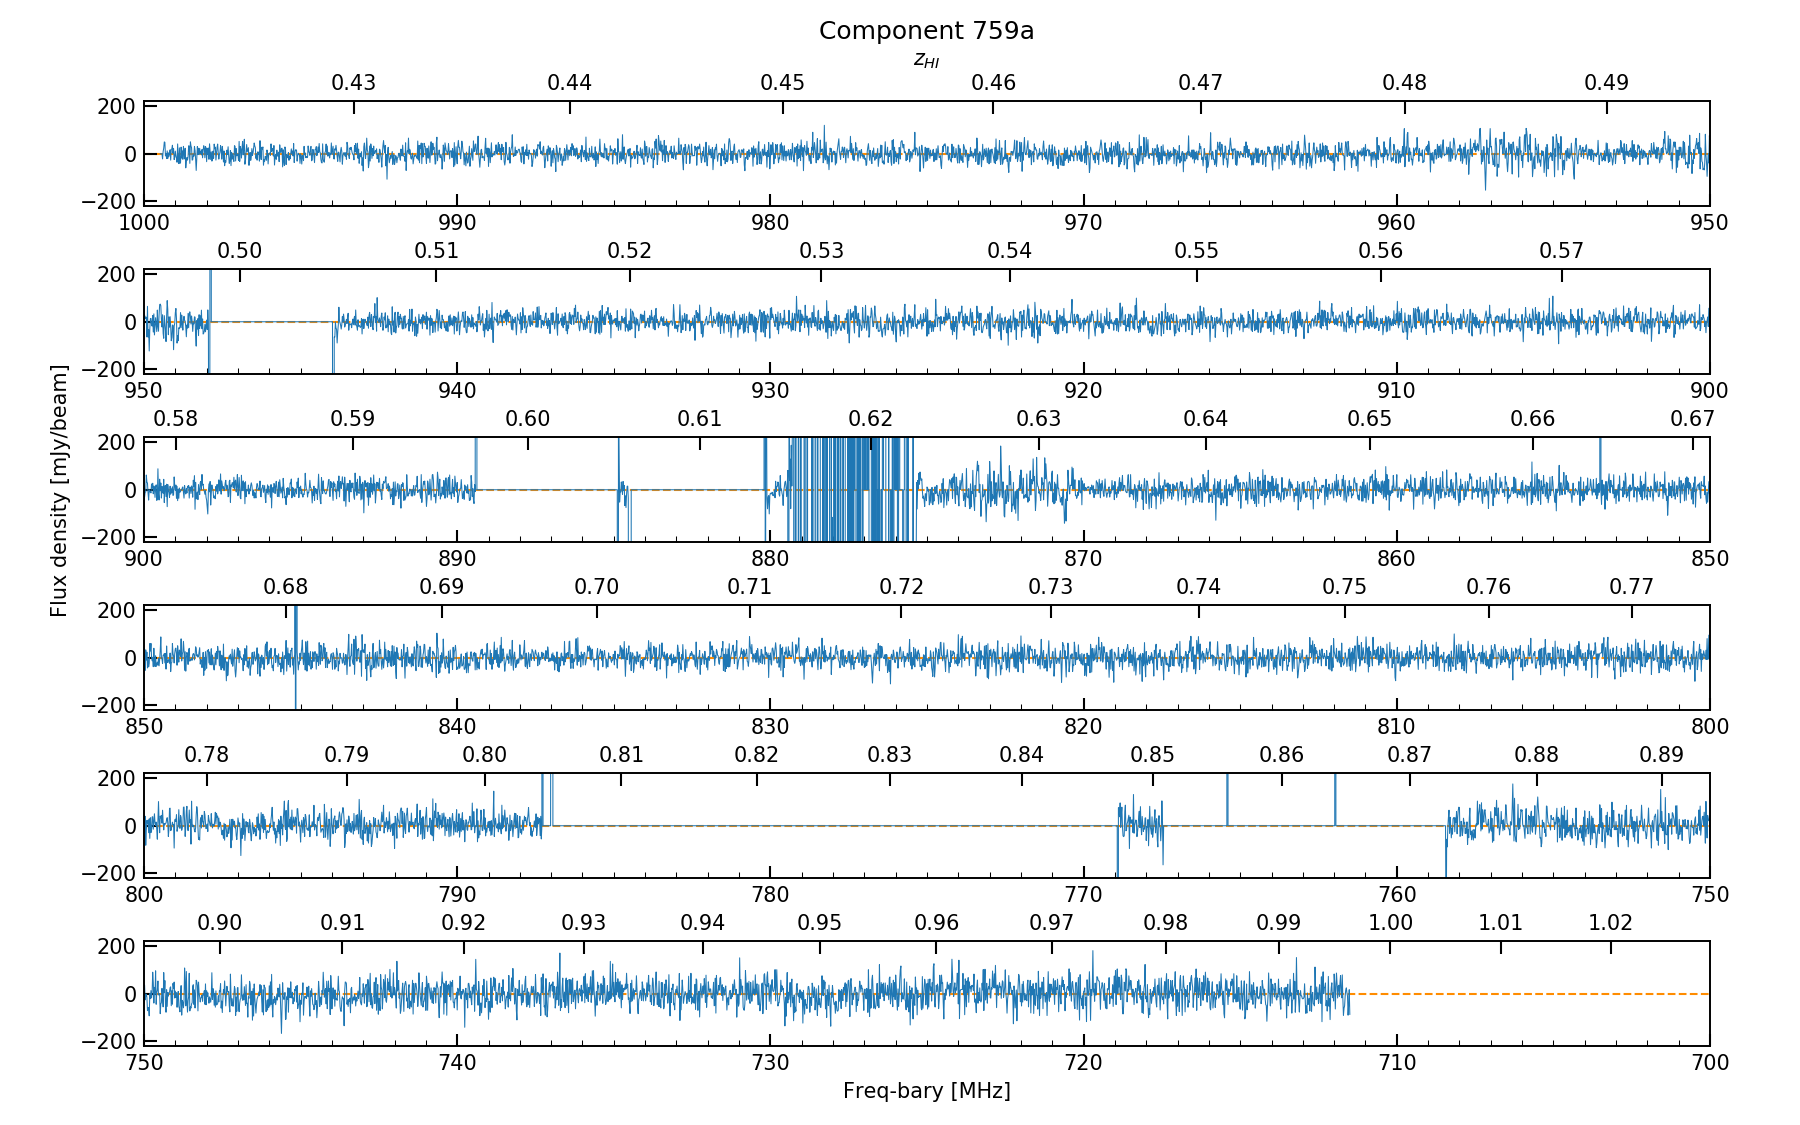 Component 759a
z_HI
0.43 0.44 0.45 0.46 0.47 0.48 0.49
200
0
−200
1000 990 980 970 960 950
0.50 0.51 0.52 0.53 0.54 0.55 0.56 0.57
200
0
−200
950 940 930 920 910 900
0.58 0.59 0.60 0.61 0.62 0.63 0.64 0.65 0.66 0.67
200
0
−200
900 890 880 870 860 850
Flux density [mJy/beam]
0.68 0.69 0.70 0.71 0.72 0.73 0.74 0.75 0.76 0.77
200
0
−200
850 840 830 820 810 800
0.78 0.79 0.80 0.81 0.82 0.83 0.84 0.85 0.86 0.87 0.88 0.89
200
0
−200
800 790 780 770 760 750
0.90 0.91 0.92 0.93 0.94 0.95 0.96 0.97 0.98 0.99 1.00 1.01 1.02
200
0
−200
750 740 730 720 710 700
Freq-bary [MHz]